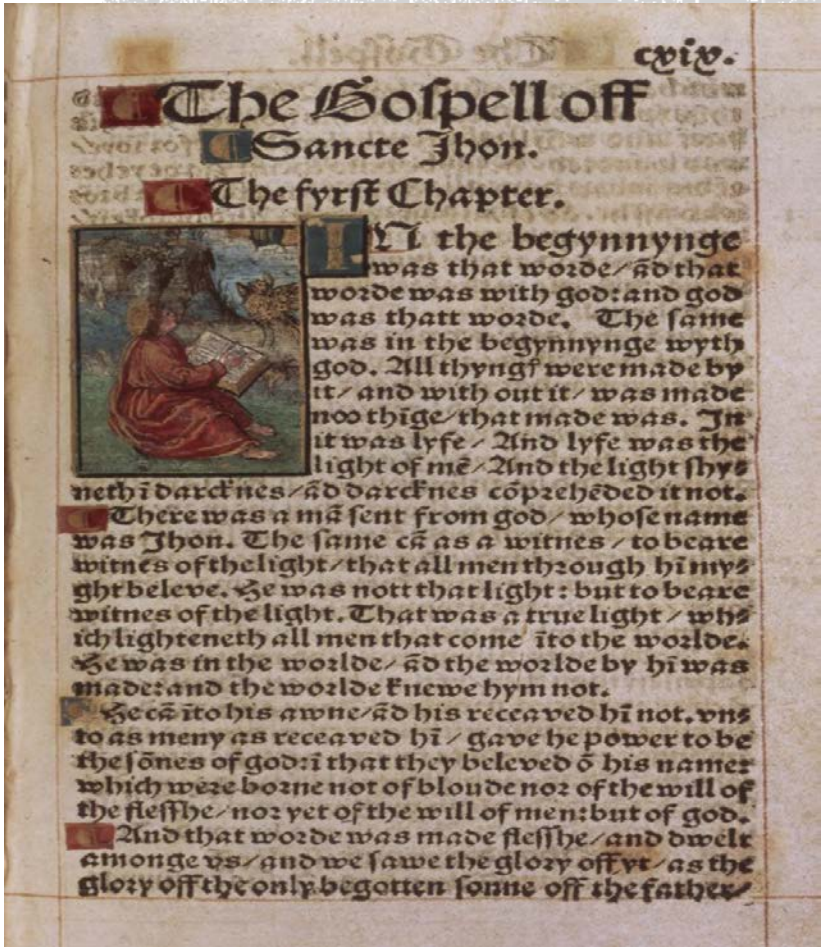 cxix.
The Gospell off
Sancte Jhon.
The fyrst Chapter.
IN the begynnynge
was that worde/ ād that
worde was with god: and god
was thatt worde. The same
was in the begynnynge wyth
god. All thyngꝭ were made by
it/ and with out it/ was made
noo thīge/ that made was. In
it was lyfe/ And lyfe was the
light of mē/ And the light shy⸗
neth ī darcknes/ ād darcknes cōprehēded it not.
There was a mā sent from god/ whose name
was Jhon. The same cā as a witnes/ to beare
witnes of the light/ that all men through hī my⸗
ght beleve. He was nott that light: but to beare
witnes of the light. That was a true light/ wh⸗
ich lighteneth all men that come īto the worlde.
He was in the worlde/ ād the worlde by hī was
made: and the worlde knewe hym not.
He cā īto his awne/ ād his receaved hī not. vn⸗
to as meny as receaved hī/ gave he power to be
the sōnes of god: ī that they beleved ō his name:
which were borne not of bloude nor of the will of
the flesshe/ nor yet of the will of men: but of god.
And that worde was made flesshe/ and dwelt
amonge vs/ and we sawe the glory off yt/ as the
glory off the only begotten sonne off the father/